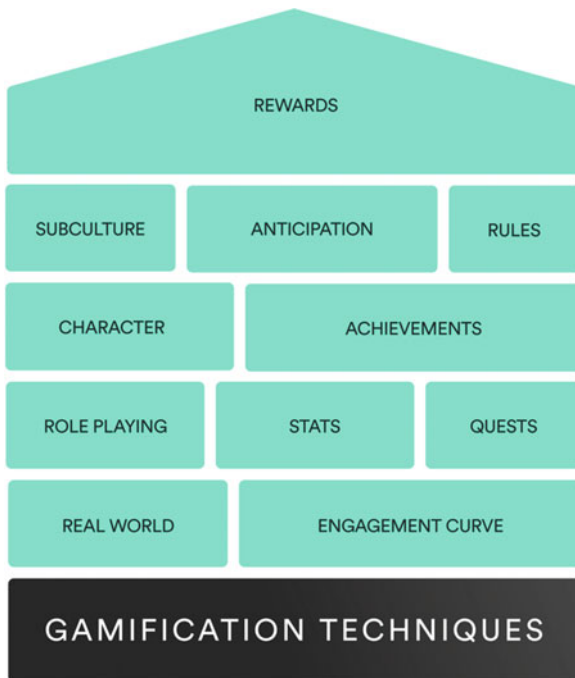 REWARDS
SUBCULTURE
ANTICIPATION
RULES
CHARACTER
ACHIEVEMENTS
ROLE PLAYING
STATS
QUESTS
REAL WORLD
ENGAGEMENT CURVE
GAMIFICATION TECHNIQUES